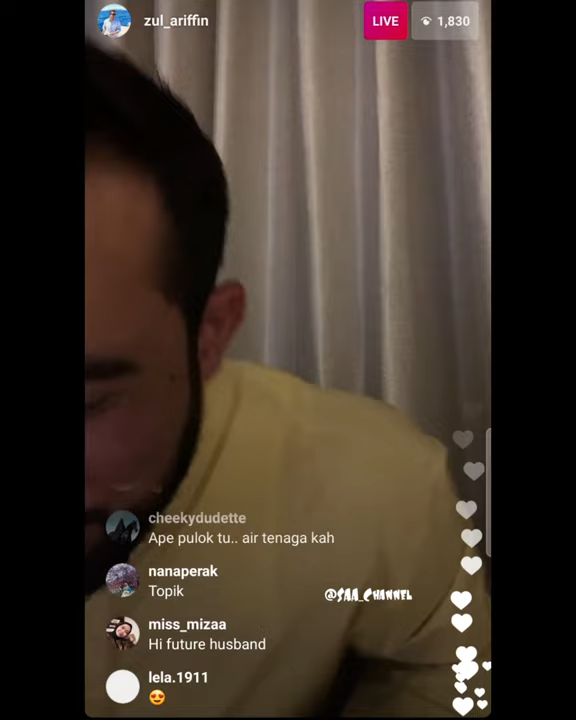 zul_ariffin
LIVE
1,830
cheekydudette
Ape pulok tu.. air tenaga kah
nanaperak
Topik
@SAA_CHANNEL
miss_mizaa
Hi future husband
lela.1911
😍